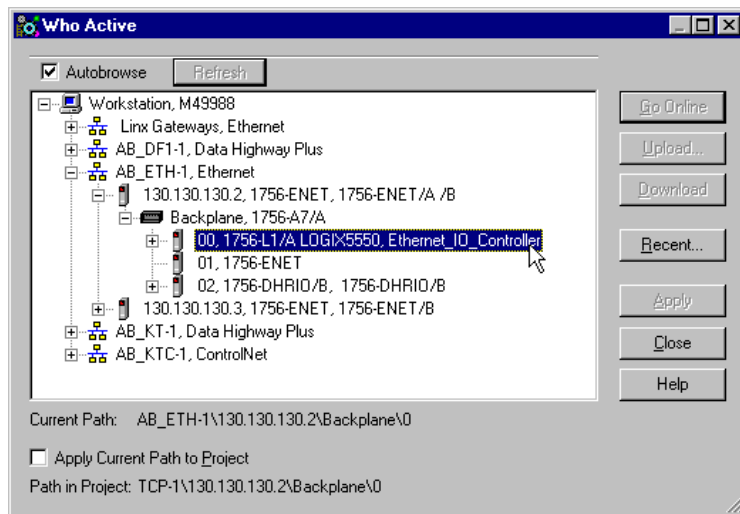 Who Active
Autobrowse Refresh
Workstation, M49988
Linx Gateways, Ethernet
AB_DF1-1, Data Highway Plus
AB_ETH-1, Ethernet
130.130.130.2, 1756-ENET, 1756-ENET/A /B
Backplane, 1756-A7/A
00, 1756-L1/A LOGIX5550, Ethernet_IO_Controller
01, 1756-ENET
02, 1756-DHRIO/B, 1756-DHRIO/B
130.130.130.3, 1756-ENET, 1756-ENET/B
AB_KT-1, Data Highway Plus
AB_KTC-1, ControlNet
Go Online
Upload...
Download
Recent...
Apply
Close
Help
Current Path: AB_ETH-1\130.130.130.2\Backplane\0
Apply Current Path to Project
Path in Project: TCP-1\130.130.130.2\Backplane\0